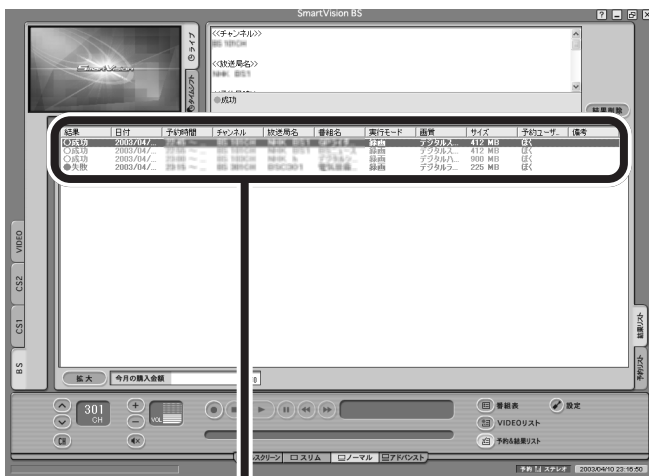 SmartVision BS
SmartVision
ライブ
タイムシフト
<<チャンネル>>
BS 101CH
<<放送局名>>
NHK BS1
◎成功
結果削除
結果 日付 予約時間 チャンネル 放送局名 番組名 実行モード 画質 サイズ 予約ユーザ.. 備考
○成功 2003/04/... 録画 デジタルス... 412 MB ぼく
○成功 2003/04/... 録画 デジタルス... 412 MB ぼく
○成功 2003/04/... 録画 デジタルハ... 900 MB ぼく
●失敗 2003/04/... 録画 デジタルラ... 225 MB ぼく
VIDEO
CS2
CS1
BS
結果リスト
予約リスト
拡大 今月の購入金額 0
301
CH
VOL
番組表 設定
VIDEOリスト
予約&結果リスト
スクリーン スリム ノーマル アドバンスト
予約 ステレオ 2003/04/10 23:16:50